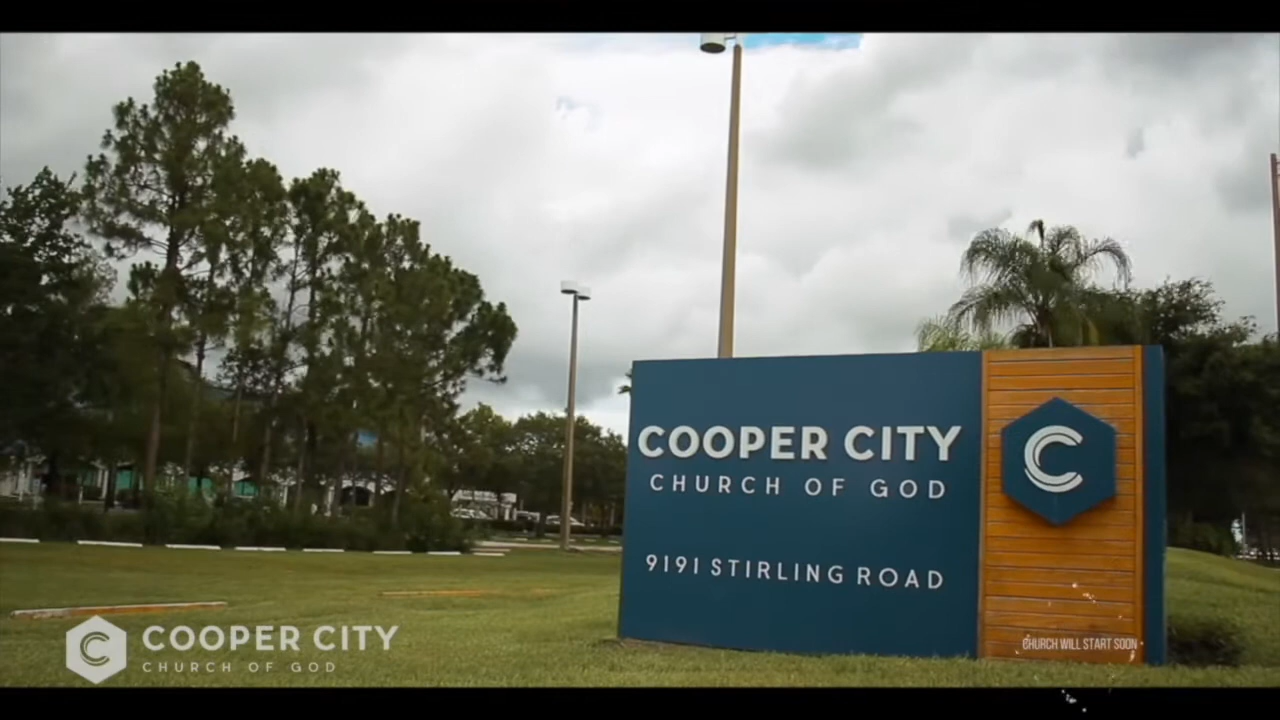 COOPER CITY
CHURCH OF GOD
9191 STIRLING ROAD
CHURCH WILL START SOON
COOPER CITY
CHURCH OF GOD